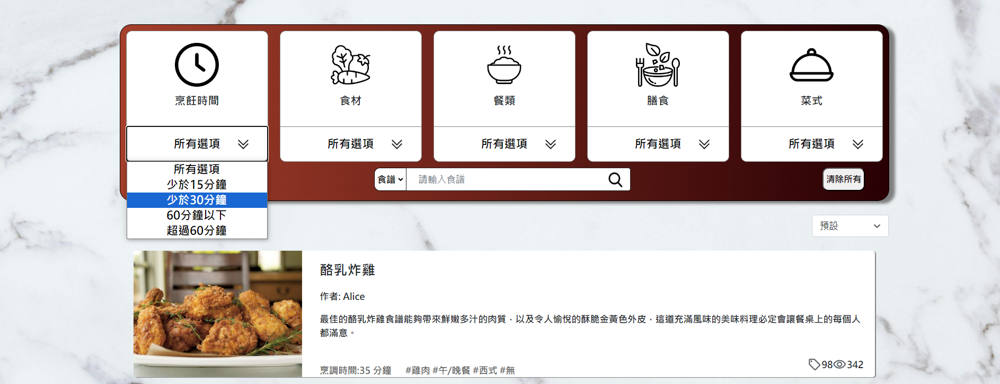 烹飪時間
食材
餐類
膳食
菜式
所有選項
所有選項
所有選項
所有選項
所有選項
所有選項
少於15分鐘
少於30分鐘
60分鐘以下
超過60分鐘
食譜
請輸入食譜
清除所有
預設
酪乳炸雞
作者: Alice
最佳的酪乳炸雞食譜能夠帶來鮮嫩多汁的肉質，以及令人愉悅的酥脆金黃色外皮，這道充滿風味的美味料理必定會讓餐桌上的每個人
都滿意。
烹調時間:35 分鐘 #雞肉 #午/晚餐 #西式 #無
98 342